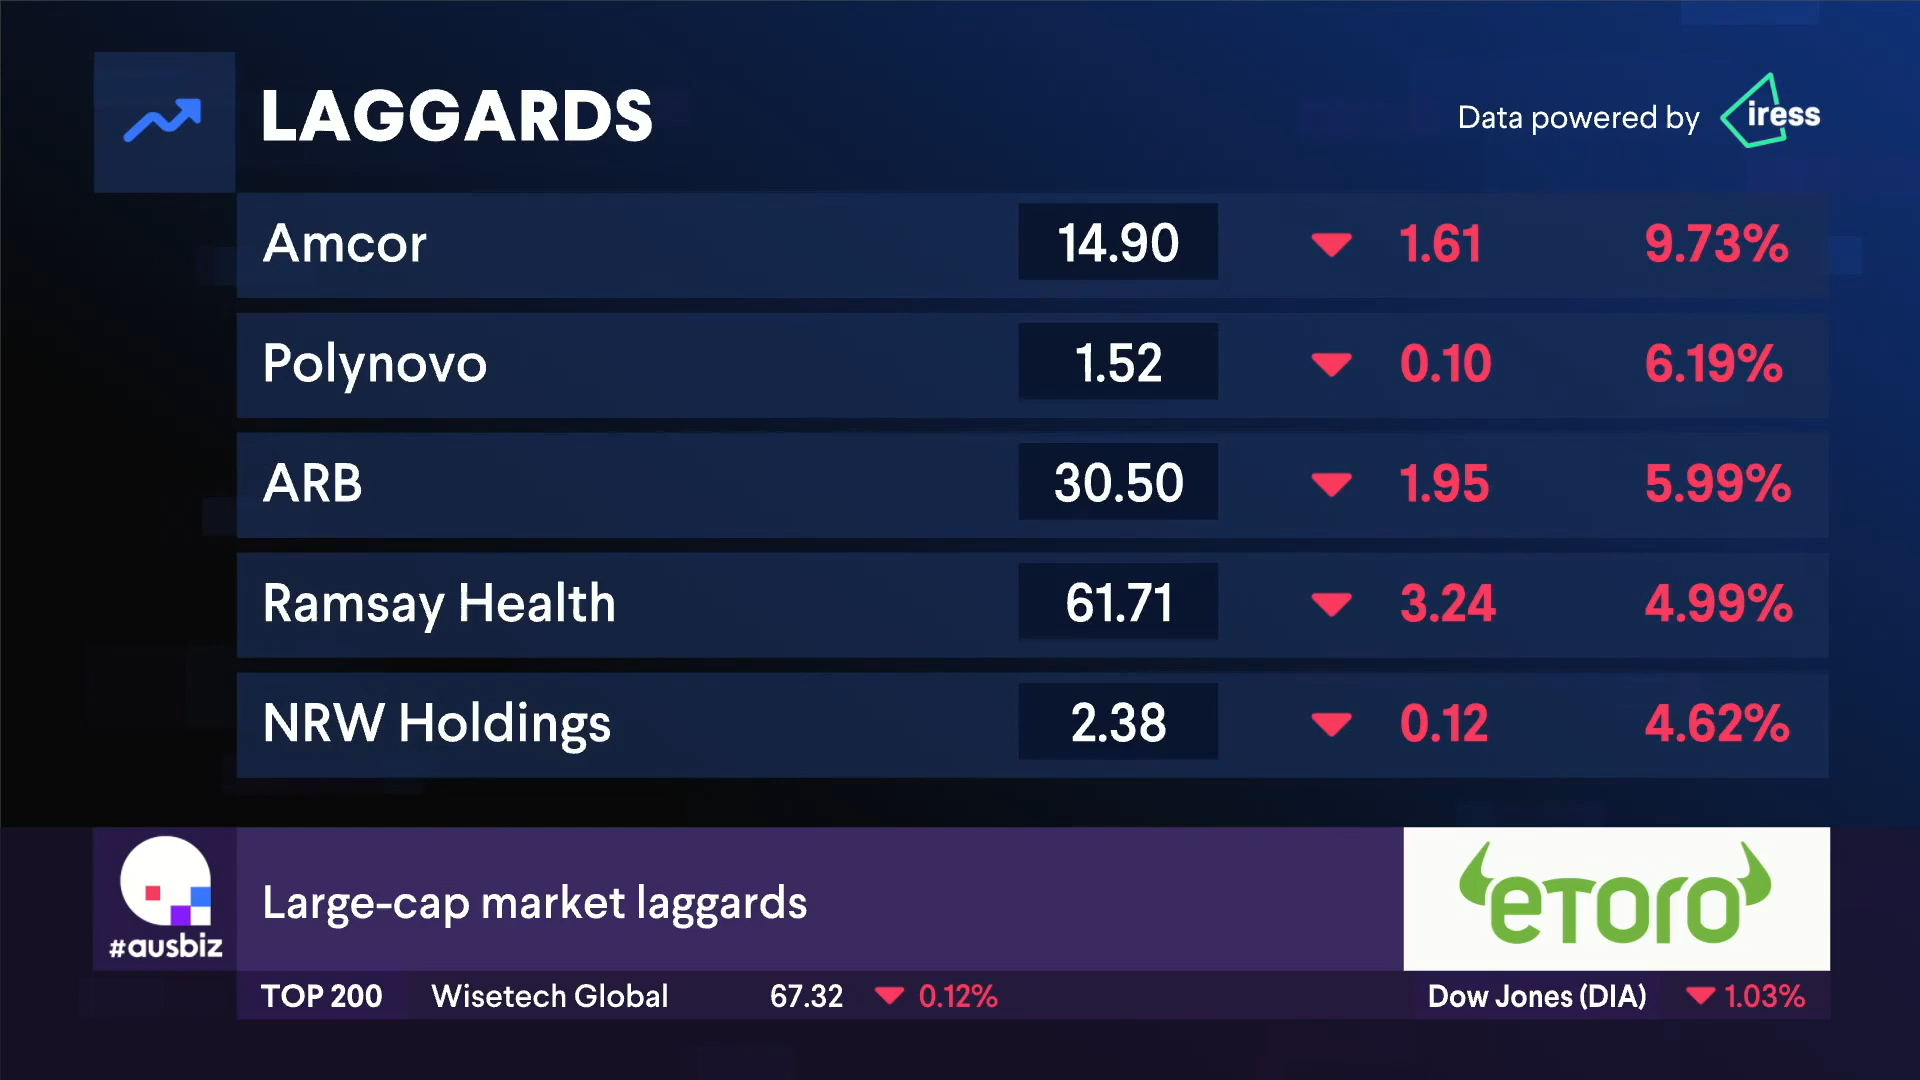 LAGGARDS
Data powered by iress
Amcor 14.90 ▼ 1.61 9.73%
Polynovo 1.52 ▼ 0.10 6.19%
ARB 30.50 ▼ 1.95 5.99%
Ramsay Health 61.71 ▼ 3.24 4.99%
NRW Holdings 2.38 ▼ 0.12 4.62%
#ausbiz
Large-cap market laggards
eToro
TOP 200 Wisetech Global 67.32 ▼ 0.12% Dow Jones (DIA) ▼ 1.03%